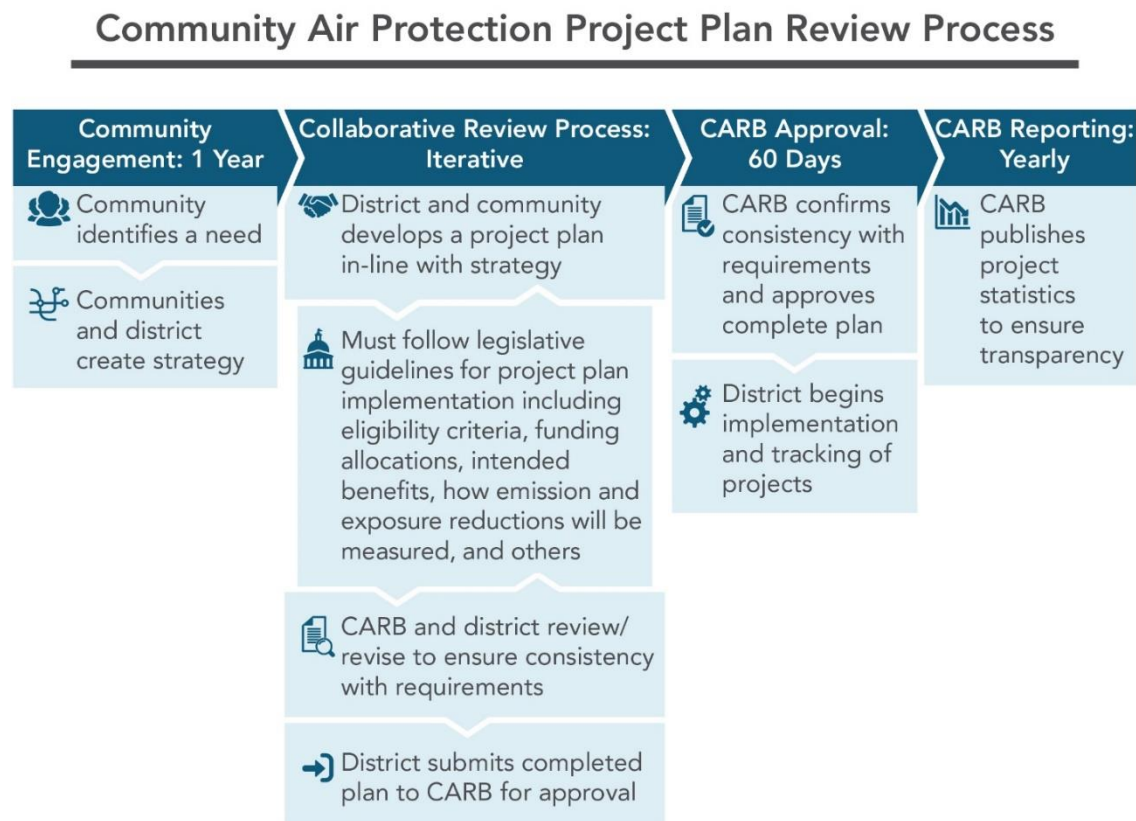 Community Air Protection Project Plan Review Process
Community
Engagement: 1 Year
Community
identifies a need
Communities
and district
create strategy
Collaborative Review Process:
Iterative
District and community
develops a project plan
in-line with strategy
Must follow legislative
guidelines for project plan
implementation including
eligibility criteria, funding
allocations, intended
benefits, how emission and
exposure reductions will be
measured, and others
CARB and district review/
revise to ensure consistency
with requirements
District submits completed
plan to CARB for approval
CARB Approval:
60 Days
CARB confirms
consistency with
requirements
and approves
complete plan
District begins
implementation
and tracking of
projects
CARB Reporting:
Yearly
CARB
publishes
project
statistics
to ensure
transparency